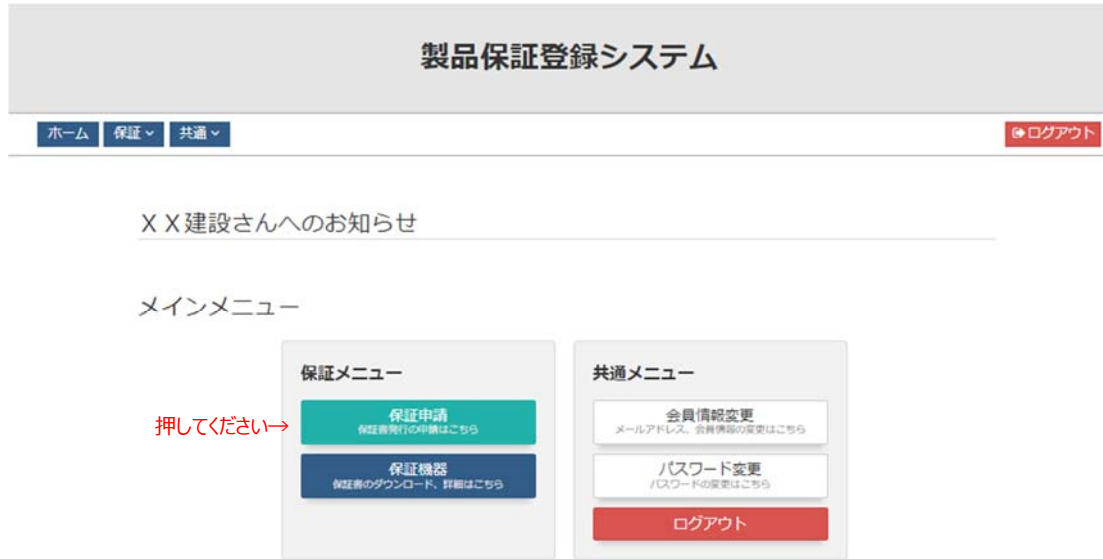 製品保証登録システム
ホーム 保証 共通 ログアウト
ＸＸ建設さんへのお知らせ
メインメニュー
保証メニュー
押してください→
保証申請
保証書発行の申請はこちら
保証機器
保証書のダウンロード、詳細はこちら
共通メニュー
会員情報変更
メールアドレス、会員情報の変更はこちら
パスワード変更
パスワードの変更はこちら
ログアウト